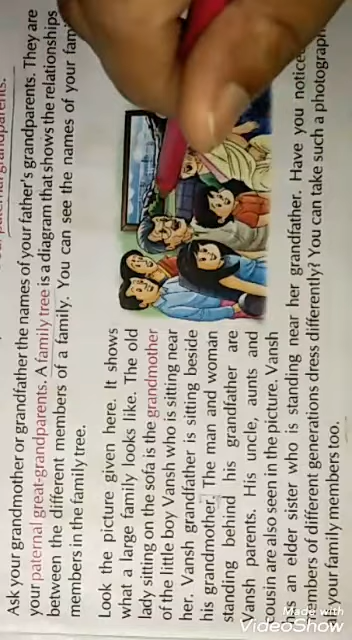 ur paternal grandparents.
Ask your grandmother or grandfather the names of your father's grandparents. They are
your paternal great-grandparents. A family tree is a diagram that shows the relationships
between the different members of a family. You can see the names of your
members in the family tree.
Look the picture given here. It shows
what a large family looks like. The old
lady sitting on the sofa is the grandmother
of the little boy Vansh who is sitting near
her. Vansh grandfather is sitting beside
his grandmother. The man and woman
standing behind his grandfather are
Vansh parents. His uncle, aunts and
cousin are also seen in the picture. Vansh
an elder sister who is standing near her grandfather. Have you
members of different generations dress differently? You can take such a
your family members too.
Made with
VideoShow